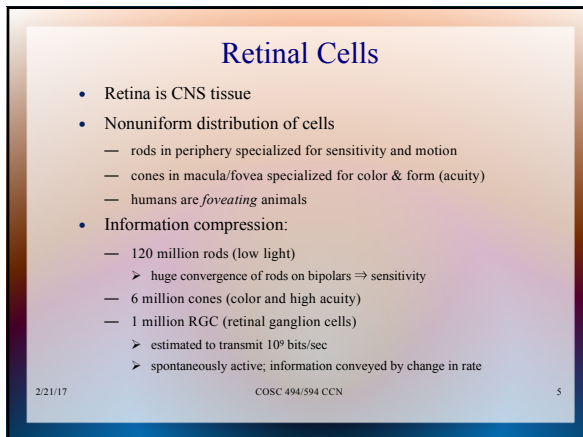 Retinal Cells
• Retina is CNS tissue
• Nonuniform distribution of cells
— rods in periphery specialized for sensitivity and motion
— cones in macula/fovea specialized for color & form (acuity)
— humans are foveating animals
• Information compression:
— 120 million rods (low light)
➢ huge convergence of rods on bipolars ⇒ sensitivity
— 6 million cones (color and high acuity)
— 1 million RGC (retinal ganglion cells)
➢ estimated to transmit 10⁹ bits/sec
➢ spontaneously active; information conveyed by change in rate
2/21/17 COSC 494/594 CCN 5